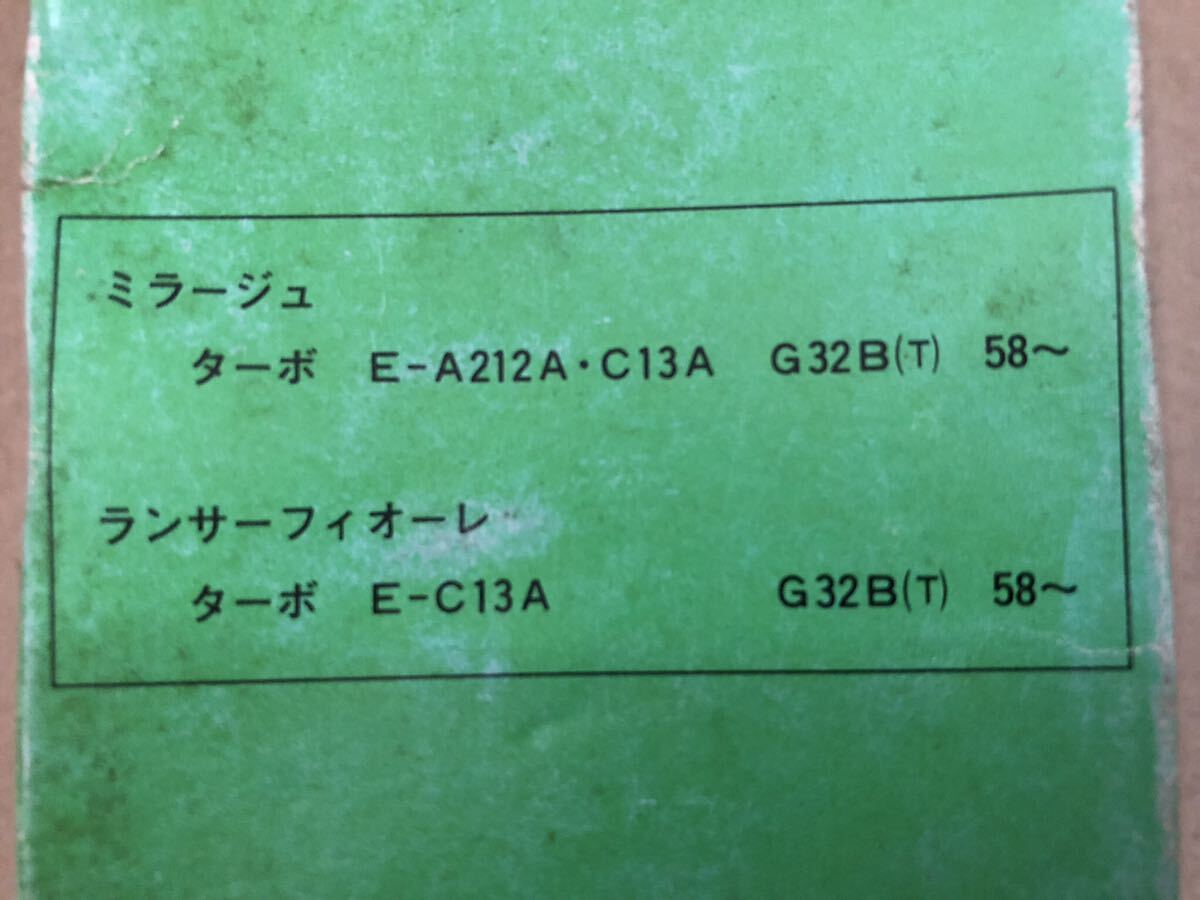 ミラージュ
ターボ E-A212A・C13A G32B(T) 58〜
ランサーフィオーレ
ターボ E-C13A G32B(T) 58〜